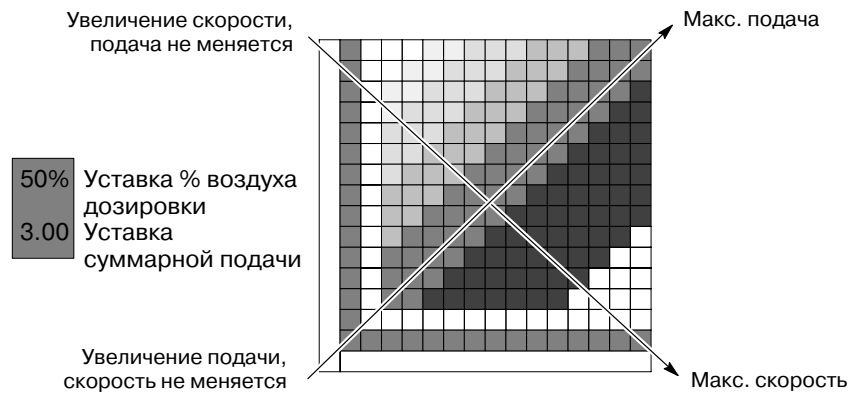 Увеличение скорости,
подача не меняется
Макс. подача
50% Уставка % воздуха
дозировки
3.00 Уставка
суммарной подачи
Увеличение подачи,
скорость не меняется
Макс. скорость